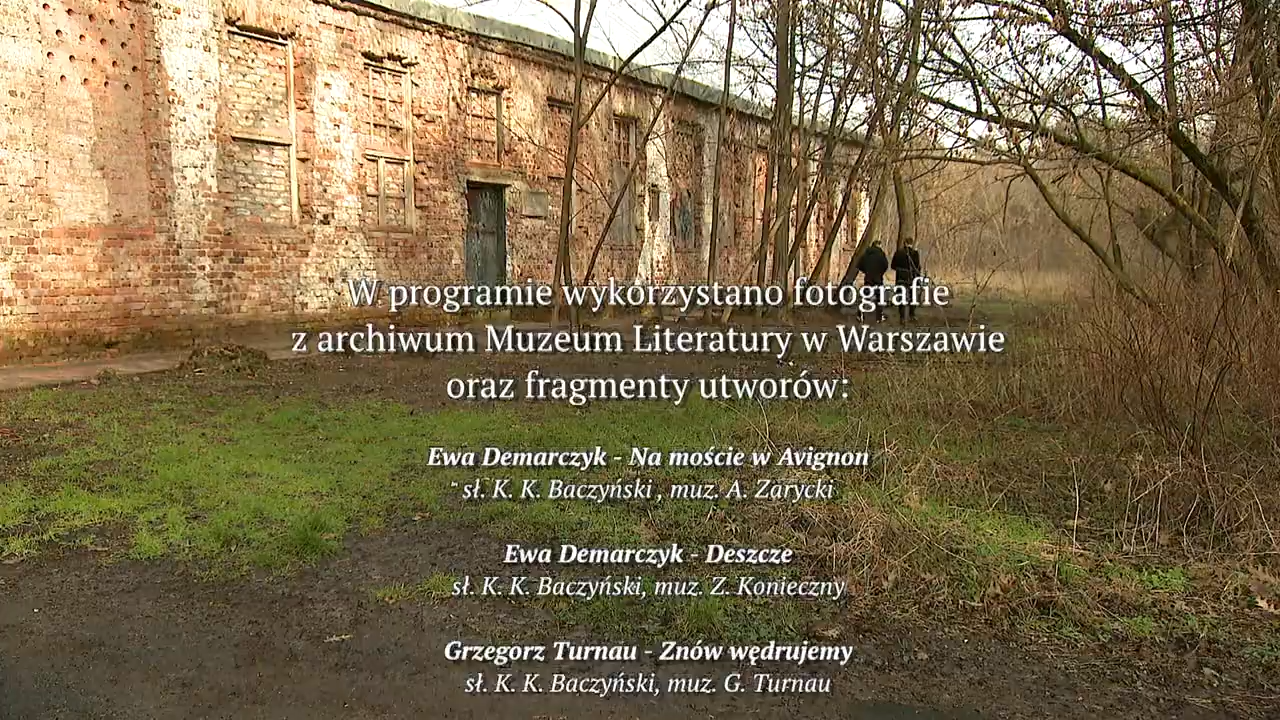 W programie wykorzystano fotografie
z archiwum Muzeum Literatury w Warszawie
oraz fragmenty utworów:
Ewa Demarczyk - Na moście w Avignon
sł. K. K. Baczyński , muz. A. Zarycki
Ewa Demarczyk - Deszcze
sł. K. K. Baczyński, muz. Z. Konieczny
Grzegorz Turnau - Znów wędrujemy
sł. K. K. Baczyński, muz. G. Turnau